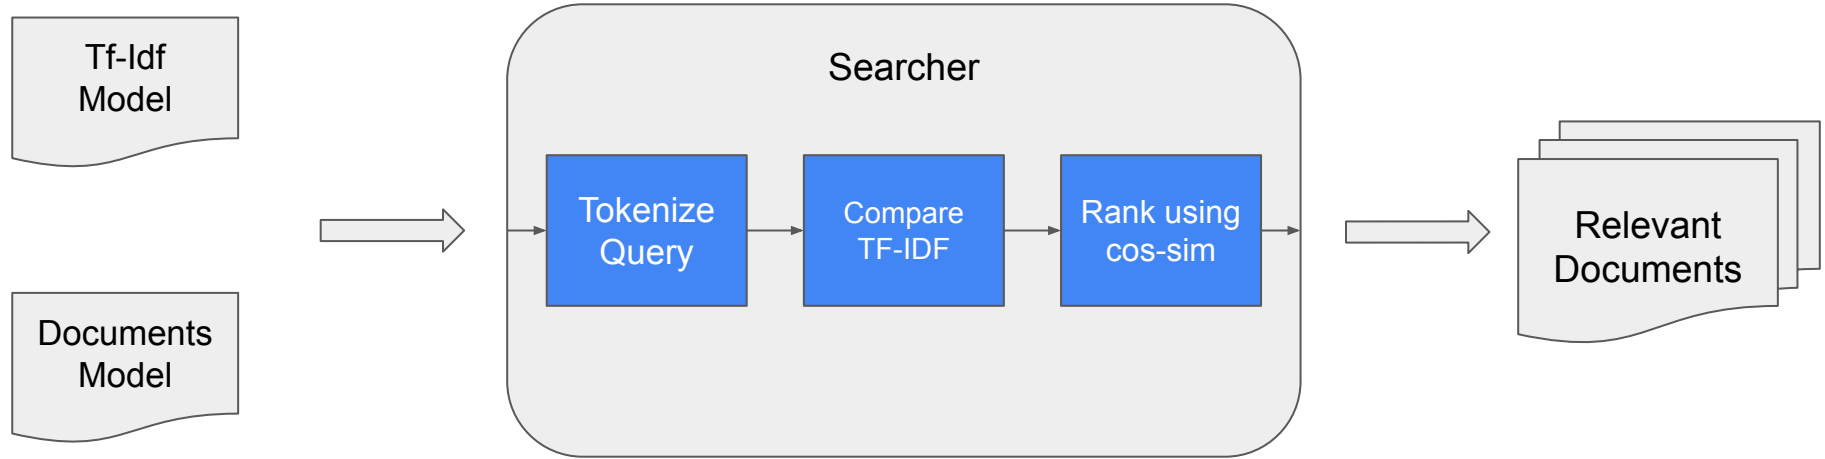 Tf-Idf
Model
Documents
Model
Searcher
Tokenize
Query
Compare
TF-IDF
Rank using
cos-sim
Relevant
Documents